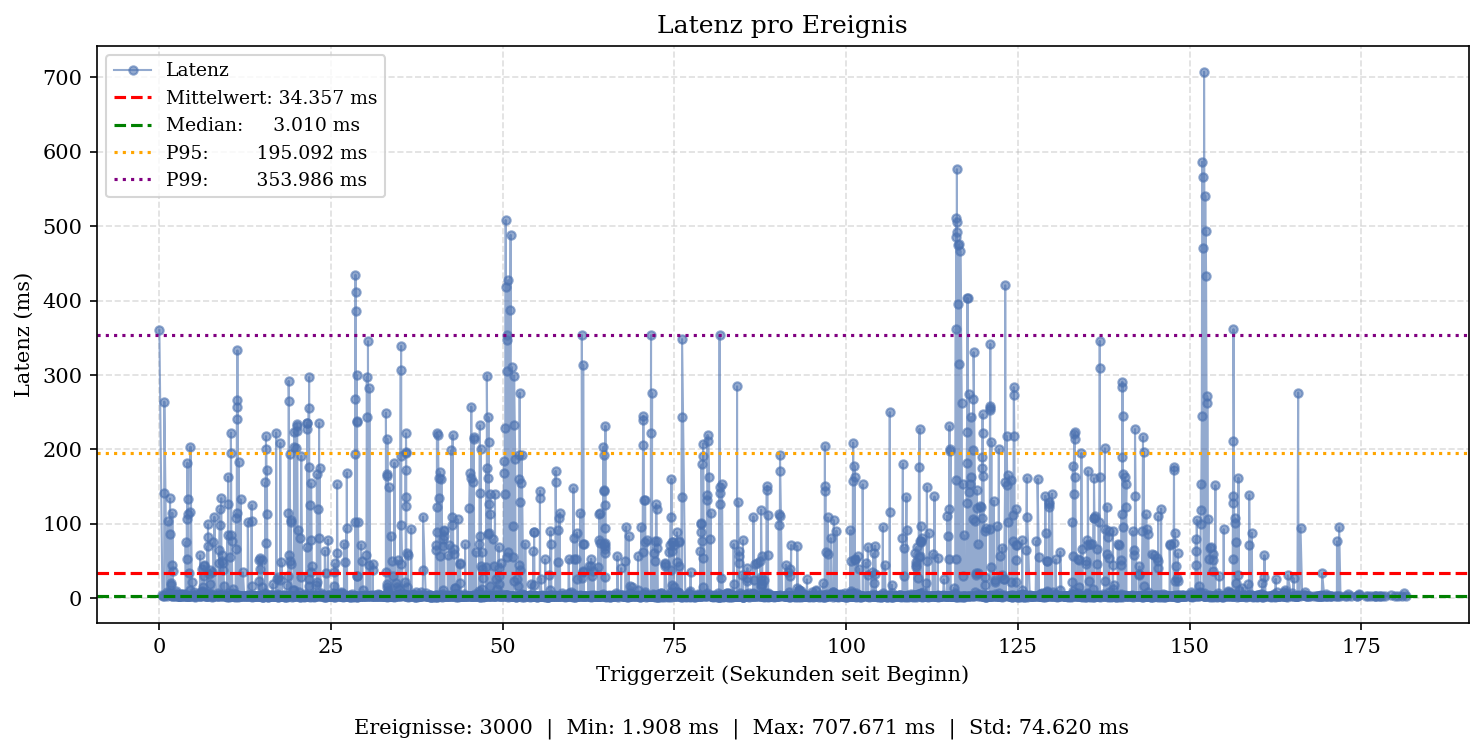 Latenz pro Ereignis
Latenz
Mittelwert: 34.357 ms
Median: 3.010 ms
P95: 195.092 ms
P99: 353.986 ms
Latenz (ms)
700
600
500
400
300
200
100
0
0 25 50 75 100 125 150 175
Triggerzeit (Sekunden seit Beginn)
Ereignisse: 3000 | Min: 1.908 ms | Max: 707.671 ms | Std: 74.620 ms